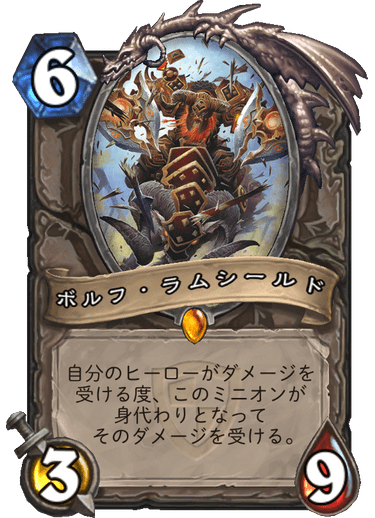 6
ボルフ・ラムシールド
自分のヒーローがダメージを
受ける度、このミニオンが
身代わりとなって
そのダメージを受ける。
3
9